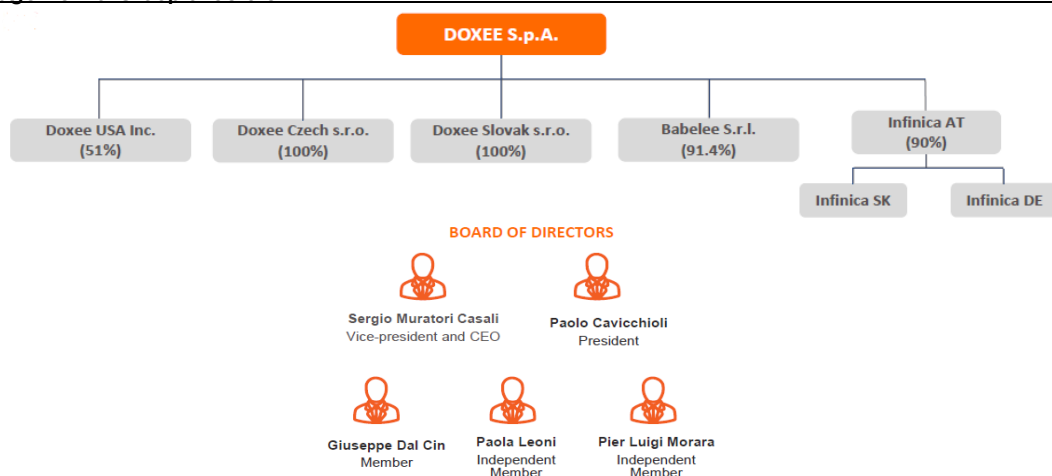 DOXEE S.p.A.
Doxee USA Inc.
(51%)
Doxee Czech s.r.o.
(100%)
Doxee Slovak s.r.o.
(100%)
Babelee S.r.l.
(91.4%)
Infinica AT
(90%)
Infinica SK
Infinica DE
BOARD OF DIRECTORS
Sergio Muratori Casali
Vice-president and CEO
Paolo Cavicchioli
President
Giuseppe Dal Cin
Member
Paola Leoni
Independent
Member
Pier Luigi Morara
Independent
Member